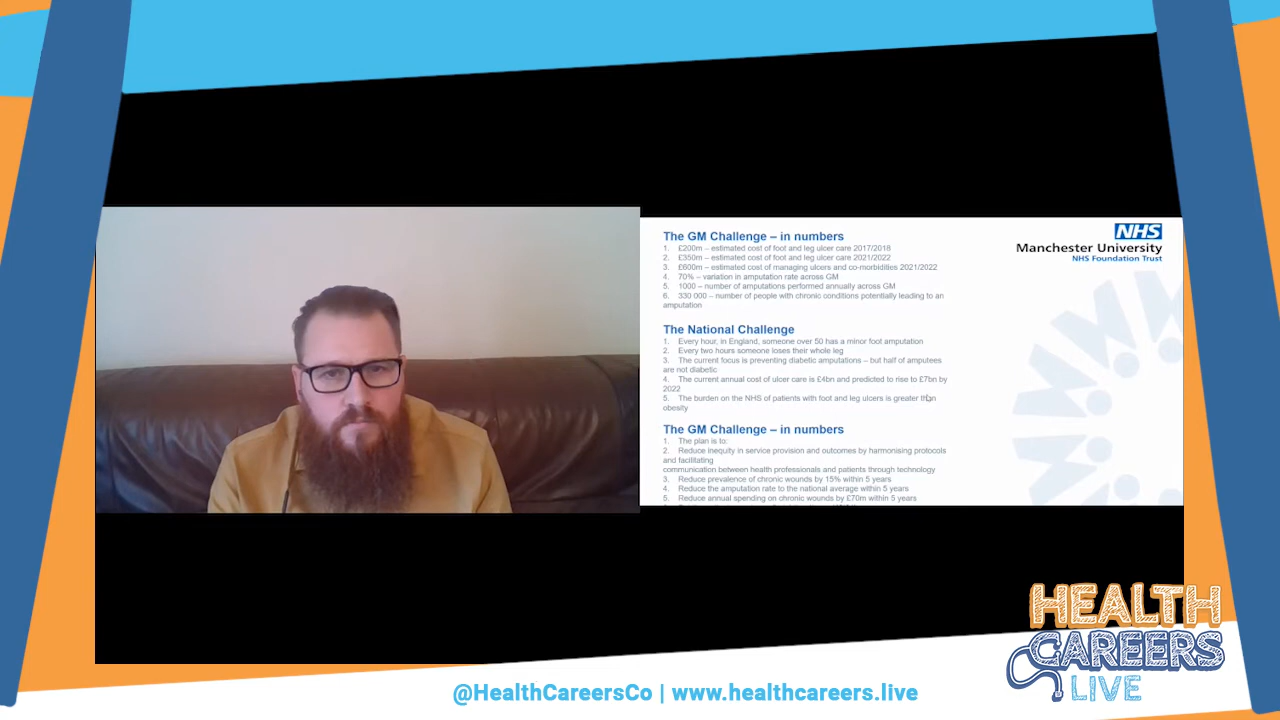 The GM Challenge – in numbers
1. £200m – estimated cost of foot and leg ulcer care 2017/2018
2. £350m – estimated cost of foot and leg ulcer care 2021/2022
3. £600m – estimated cost of managing ulcers and co-morbidities 2021/2022
4. 70% – variation in amputation rate across GM
5. 1000 – number of amputations performed annually across GM
6. 330 000 – number of people with chronic conditions potentially leading to an
amputation
The National Challenge
1. Every hour, in England, someone over 50 has a minor foot amputation
2. Every two hours someone loses their whole leg
3. The current focus is preventing diabetic amputations – but half of amputees
are not diabetic
4. The current annual cost of ulcer care is £4bn and predicted to rise to £7bn by
2022
5. The burden on the NHS of patients with foot and leg ulcers is greater than
obesity
The GM Challenge – in numbers
1. The plan is to:
2. Reduce inequity in service provision and outcomes by harmonising protocols
and facilitating
communication between health professionals and patients through technology
3. Reduce prevalence of chronic wounds by 15% within 5 years
4. Reduce the amputation rate to the national average within 5 years
5. Reduce annual spending on chronic wounds by £70m within 5 years
NHS
Manchester University
NHS Foundation Trust
HEALTH
CAREERS
LIVE
@HealthCareersCo | www.healthcareers.live